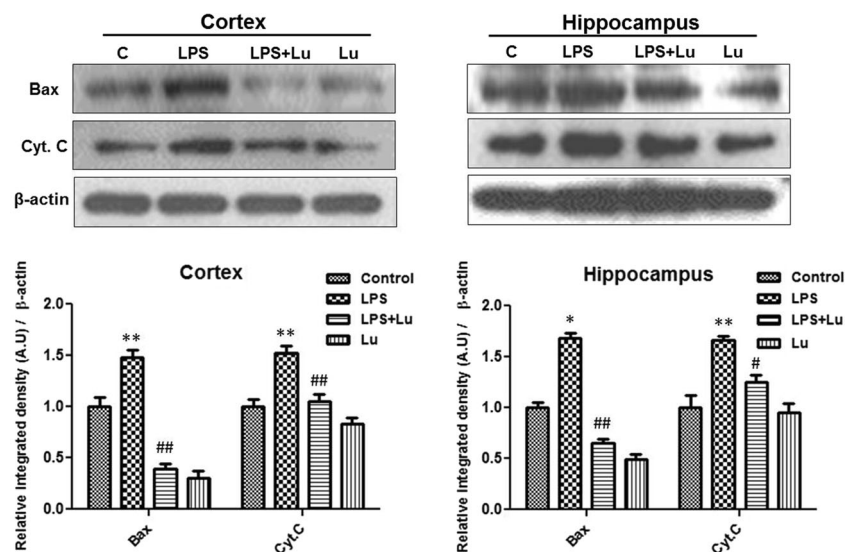 Cortex
C LPS LPS+Lu Lu
Bax
Cyt. C
β-actin
Hippocampus
C LPS LPS+Lu Lu
Cortex
Relative Integrated density (A.U) / β-actin
2.0
1.5
1.0
0.5
0.0
** ## ** ##
Bax Cyt.C
Control
LPS
LPS+Lu
Lu
Hippocampus
Relative Integrated density (A.U) / β-actin
2.0
1.5
1.0
0.5
0.0
* ## ** #
Bax Cyt.C
Control
LPS
LPS+Lu
Lu